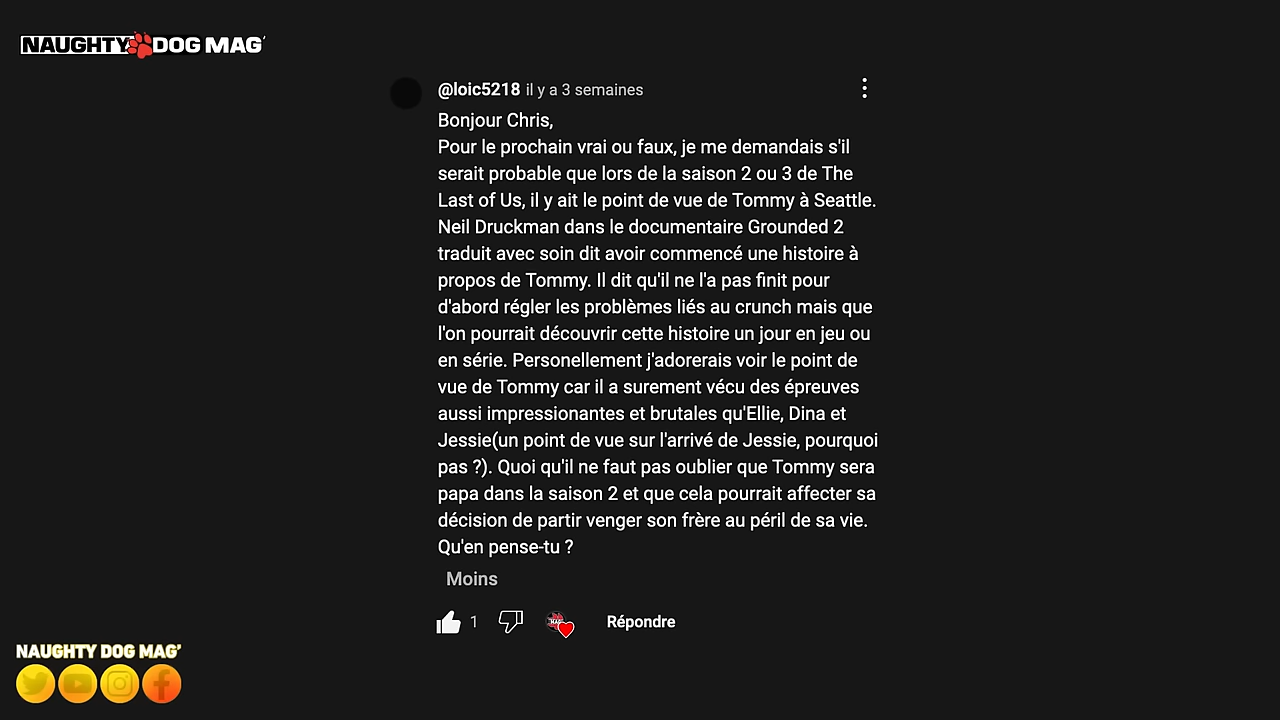 NAUGHTY DOG MAG'
@loic5218 il y a 3 semaines
Bonjour Chris,
Pour le prochain vrai ou faux, je me demandais s'il
serait probable que lors de la saison 2 ou 3 de The
Last of Us, il y ait le point de vue de Tommy à Seattle.
Neil Druckman dans le documentaire Grounded 2
traduit avec soin dit avoir commencé une histoire à
propos de Tommy. Il dit qu'il ne l'a pas finit pour
d'abord régler les problèmes liés au crunch mais que
l'on pourrait découvrir cette histoire un jour en jeu ou
en série. Personellement j'adorerais voir le point de
vue de Tommy car il a surement vécu des épreuves
aussi impressionantes et brutales qu'Ellie, Dina et
Jessie(un point de vue sur l'arrivé de Jessie, pourquoi
pas ?). Quoi qu'il ne faut pas oublier que Tommy sera
papa dans la saison 2 et que cela pourrait affecter sa
décision de partir venger son frère au péril de sa vie.
Qu'en pense-tu ?
Moins
1
Répondre
NAUGHTY DOG MAG'